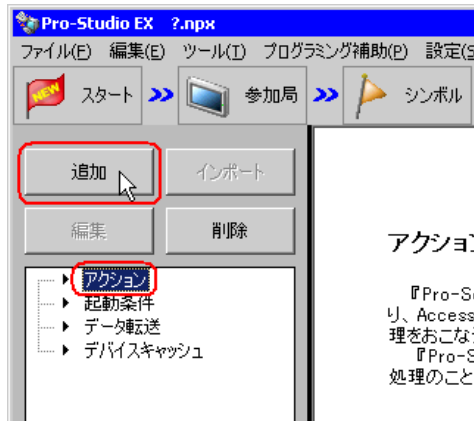 Pro-Studio EX ?.npx
ファイル(F) 編集(E) ツール(T) プログラミング補助(P) 設定(S
NEW スタート 参加局 シンボル
追加 インポート
編集 削除
アクション
起動条件
データ転送
デバイスキャッシュ
アクション
『Pro-S
り、Access
理をおこな
『Pro-S
処理のこと